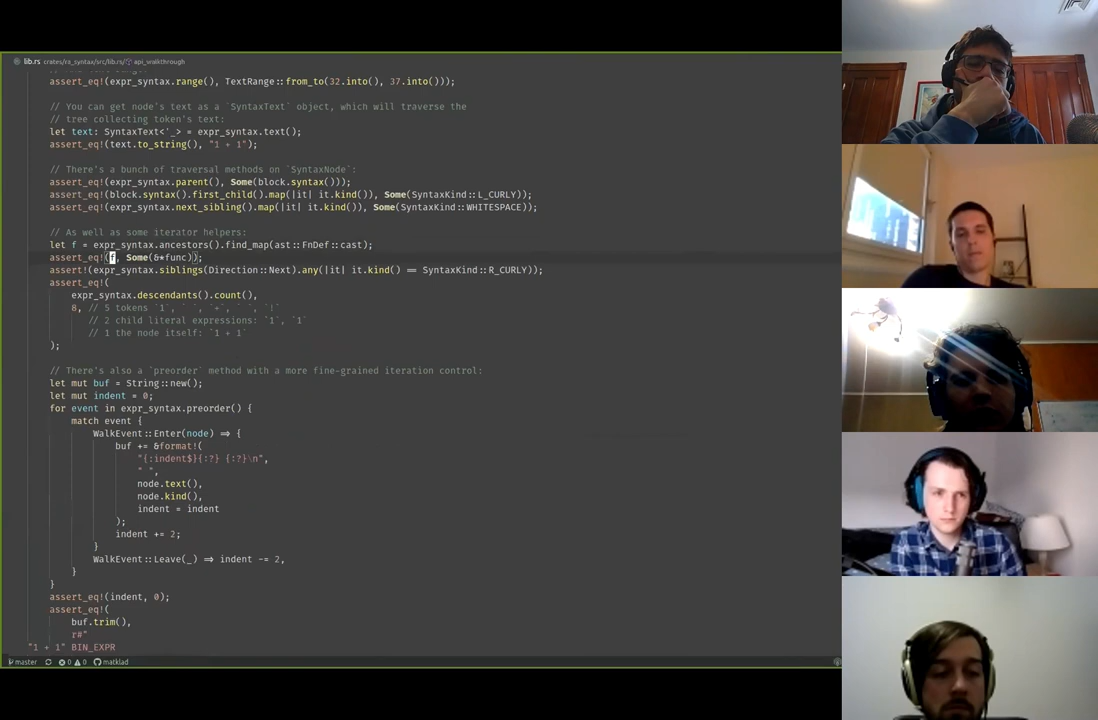 lib.rs crates/ra_syntax/src/lib.rs/ api_walkthrough
assert_eq!(expr_syntax.range(), TextRange::from_to(32.into(), 37.into()));
// You can get node's text as a `SyntaxText` object, which will traverse the
// tree collecting token's text:
let text: SyntaxText<'_> = expr_syntax.text();
assert_eq!(text.to_string(), "1 + 1");
// There's a bunch of traversal methods on `SyntaxNode`:
assert_eq!(expr_syntax.parent(), Some(block.syntax()));
assert_eq!(block.syntax().first_child().map(|it| it.kind()), Some(SyntaxKind::L_CURLY));
assert_eq!(expr_syntax.next_sibling().map(|it| it.kind()), Some(SyntaxKind::WHITESPACE));
// As well as some iterator helpers:
let f = expr_syntax.ancestors().find_map(ast::FnDef::cast);
assert_eq!(f, Some(&*func));
assert!(expr_syntax.siblings(Direction::Next).any(|it| it.kind() == SyntaxKind::R_CURLY));
assert_eq!(
expr_syntax.descendants().count(),
8, // 5 tokens `1`, ` `, `+`, ` `, `!`
// 2 child literal expressions: `1`, `1`
// 1 the node itself: `1 + 1`
);
// There's also a `preorder` method with a more fine-grained iteration control:
let mut buf = String::new();
let mut indent = 0;
for event in expr_syntax.preorder() {
match event {
WalkEvent::Enter(node) => {
buf += &format!(
"{:indent$}{:?} {:?}\n",
" ",
node.text(),
node.kind(),
indent = indent
);
indent += 2;
}
WalkEvent::Leave(_) => indent -= 2,
}
}
assert_eq!(indent, 0);
assert_eq!(
buf.trim(),
r#"
"1 + 1" BIN_EXPR
master 0 0 matklad